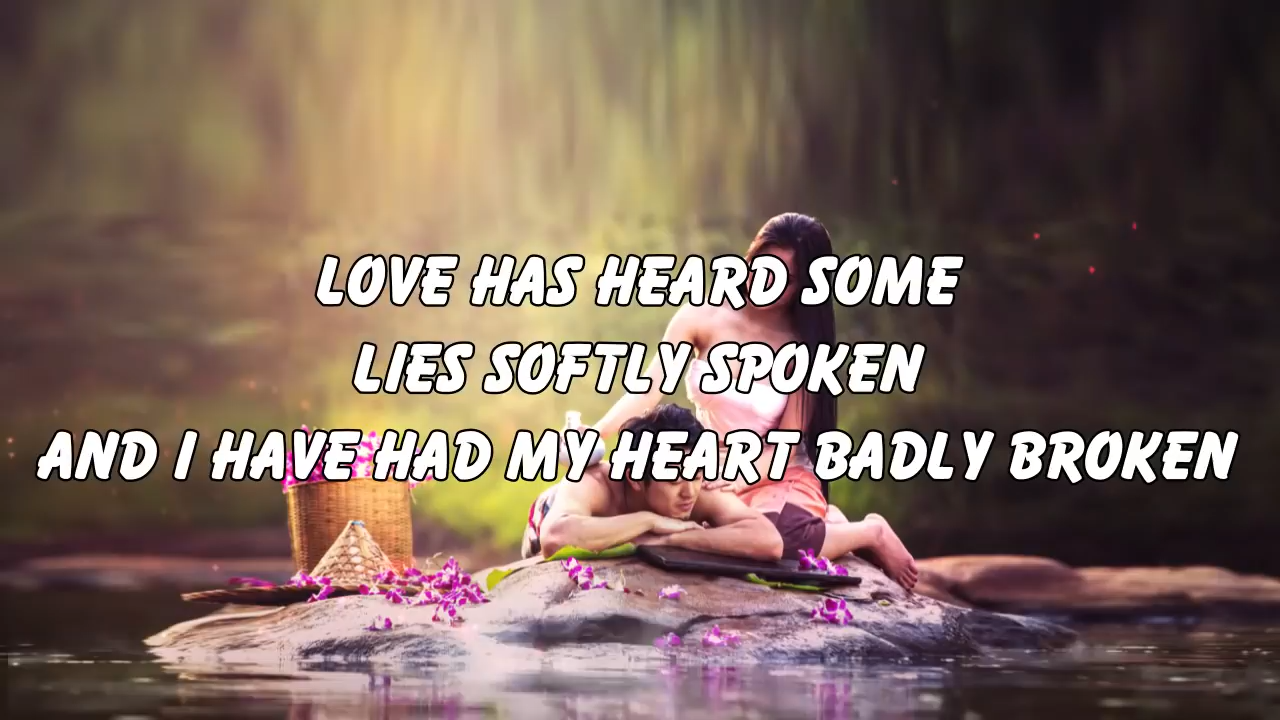 LOVE HAS HEARD SOME
LIES SOFTLY SPOKEN
AND I HAVE HAD MY HEART BADLY BROKEN